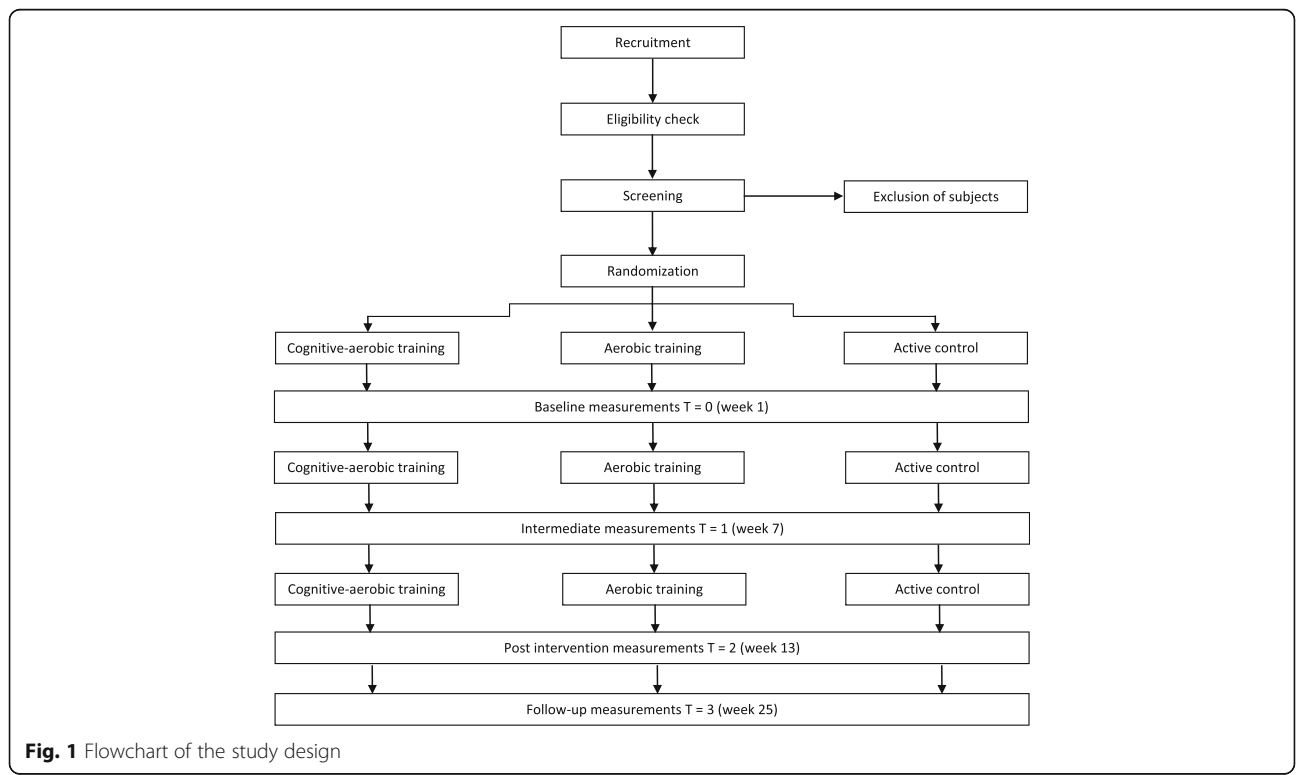 Recruitment
Eligibility check
Screening
Exclusion of subjects
Randomization
Cognitive-aerobic training
Aerobic training
Active control
Baseline measurements T = 0 (week 1)
Cognitive-aerobic training
Aerobic training
Active control
Intermediate measurements T = 1 (week 7)
Cognitive-aerobic training
Aerobic training
Active control
Post intervention measurements T = 2 (week 13)
Follow-up measurements T = 3 (week 25)
Fig. 1 Flowchart of the study design